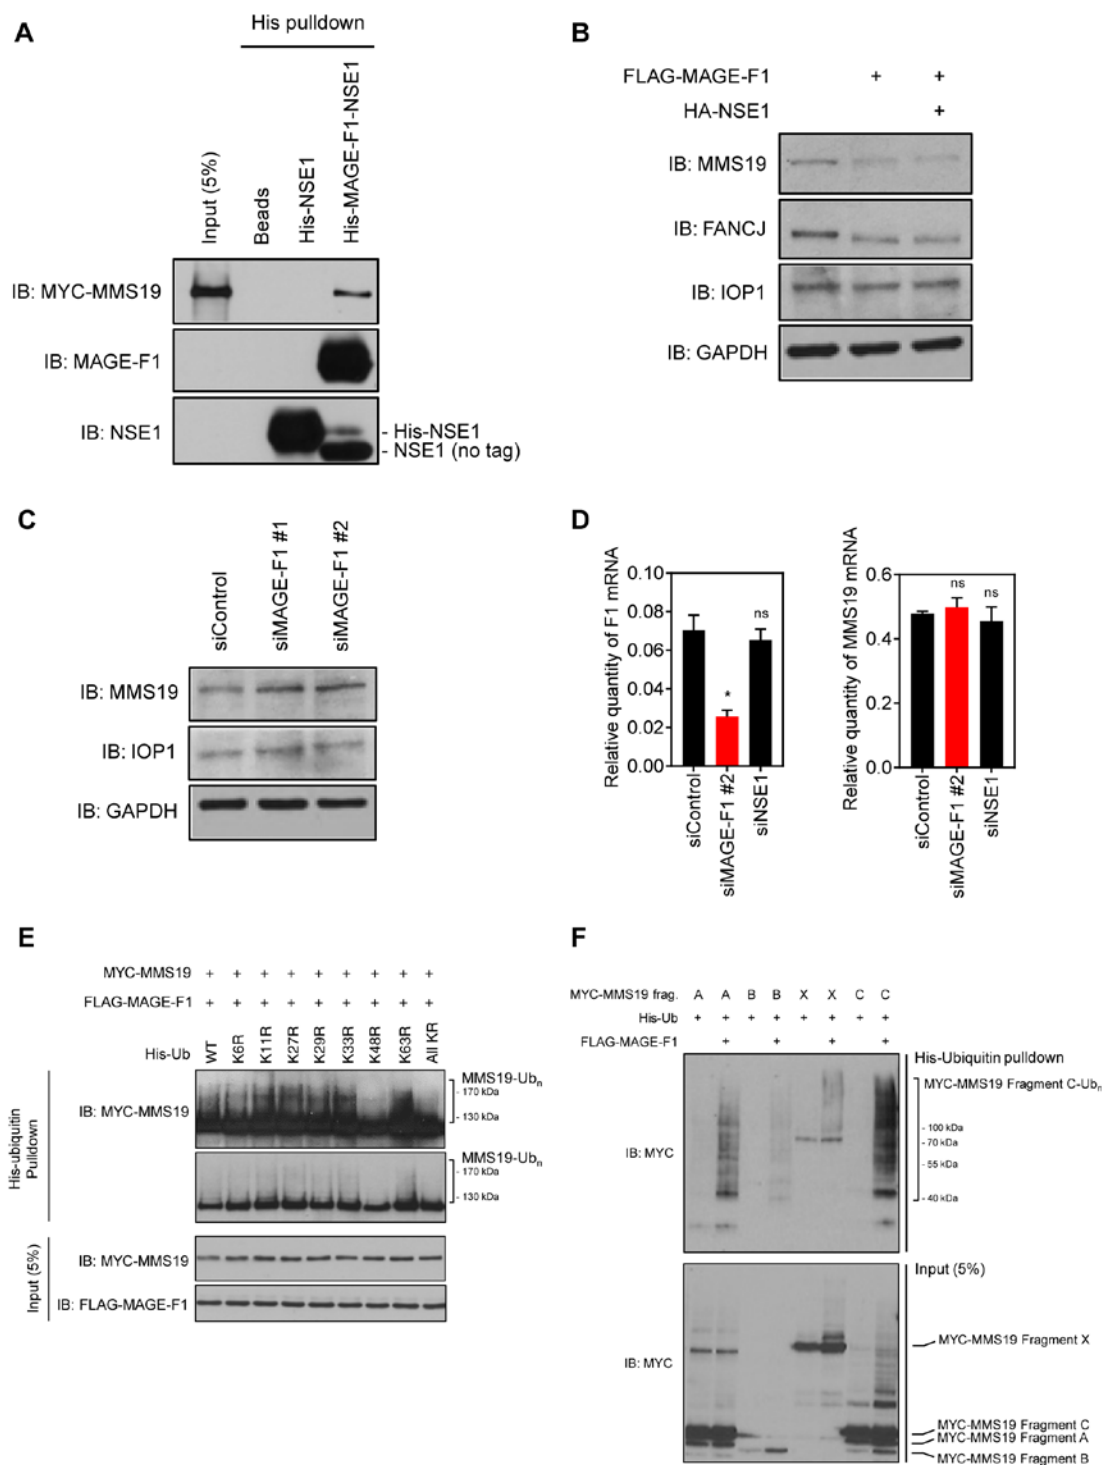 A
His pulldown
Input (5%)
Beads
His-NSE1
His-MAGE-F1-NSE1
IB: MYC-MMS19
IB: MAGE-F1
IB: NSE1
- His-NSE1
- NSE1 (no tag)
B
FLAG-MAGE-F1 + +
HA-NSE1 +
IB: MMS19
IB: FANCJ
IB: IOP1
IB: GAPDH
C
siControl
siMAGE-F1 #1
siMAGE-F1 #2
IB: MMS19
IB: IOP1
IB: GAPDH
D
Relative quantity of F1 mRNA
0.10
0.08
0.06
0.04
0.02
0.00
*
ns
siControl
siMAGE-F1 #2
siNSE1
Relative quantity of MMS19 mRNA
0.6
0.4
0.2
0.0
ns
ns
siControl
siMAGE-F1 #2
siNSE1
E
MYC-MMS19 + + + + + + + + +
FLAG-MAGE-F1 + + + + + + + + +
His-Ub WT K6R K11R K27R K29R K33R K48R K63R All KR
His-ubiquitin Pulldown
IB: MYC-MMS19
MMS19-Ubn
- 170 kDa
- 130 kDa
MMS19-Ubn
- 170 kDa
- 130 kDa
Input (5%)
IB: MYC-MMS19
IB: FLAG-MAGE-F1
F
MYC-MMS19 frag. A A B B X X C C
His-Ub + + + + + + + +
FLAG-MAGE-F1 + + + +
His-Ubiquitin pulldown
MYC-MMS19 Fragment C-Ubn
IB: MYC
- 100 kDa
- 70 kDa
- 55 kDa
- 40 kDa
Input (5%)
IB: MYC
MYC-MMS19 Fragment X
MYC-MMS19 Fragment C
MYC-MMS19 Fragment A
MYC-MMS19 Fragment B